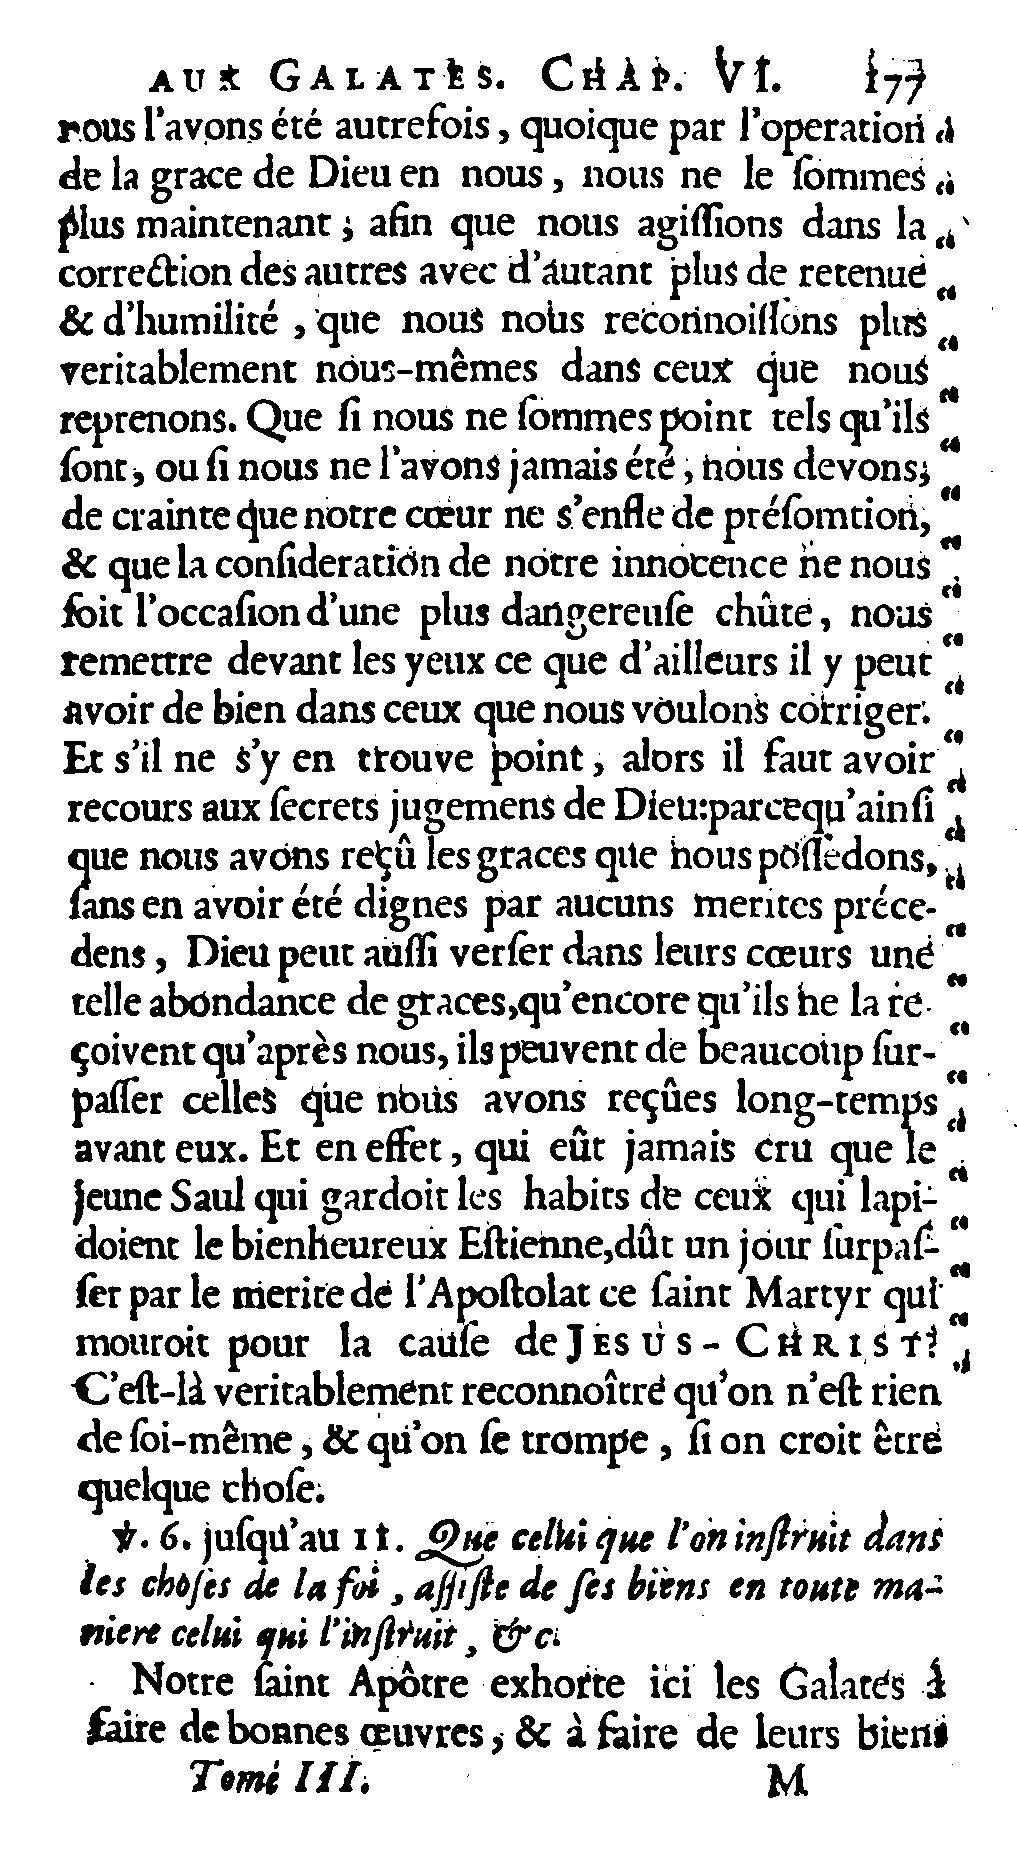 AUX GALATES. CHAP. VI. 177
nous l'avons été autrefois, quoique par l'operation “
de la grace de Dieu en nous, nous ne le ſommes “
plus maintenant; afin que nous agiſſions dans la “
correction des autres avec d'autant plus de retenue “
& d'humilité, que nous nous reconnoiſſons plus “
veritablement nous-mêmes dans ceux que nous “
reprenons. Que ſi nous ne ſommes point tels qu'ils “
ſont, ou ſi nous ne l'avons jamais été, nous devons, “
de crainte que notre cœur ne s'enfle de préſomtion, “
& que la conſideration de notre innocence ne nous “
ſoit l'occaſion d'une plus dangereuſe chûte, nous “
remettre devant les yeux ce que d'ailleurs il y peut “
avoir de bien dans ceux que nous voulons corriger. “
Et s'il ne s'y en trouve point, alors il faut avoir “
recours aux ſecrets jugemens de Dieu: parcequ'ainſi “
que nous avons reçû les graces que nous poſſedons, “
ſans en avoir été dignes par aucuns merites préce- “
dens, Dieu peut auſſi verſer dans leurs cœurs une “
telle abondance de graces, qu'encore qu'ils ne la re- “
çoivent qu'après nous, ils peuvent de beaucoup ſur- “
paſſer celles que nous avons reçûes long-temps “
avant eux. Et en effet, qui eût jamais cru que le “
jeune Saul qui gardoit les habits de ceux qui lapi- “
doient le bienheureux Eſtienne, dût un jour ſurpaſ- “
ſer par le merite de l'Apoſtolat ce ſaint Martyr qui “
mouroit pour la cauſe de JESUS-CHRIST? “
C'eſt-là veritablement reconnoître qu'on n'eſt rien
de ſoi-même, & qu'on ſe trompe, ſi on croit être
quelque choſe.
℣. 6. juſqu'au 11. Que celui que l'on inſtruit dans
les choſes de la foi, aſſiſte de ſes biens en toute ma-
niere celui qui l'inſtruit, &c.
Notre ſaint Apôtre exhorte ici les Galates à
faire de bonnes œuvres, & à faire de leurs biens
Tome III. M